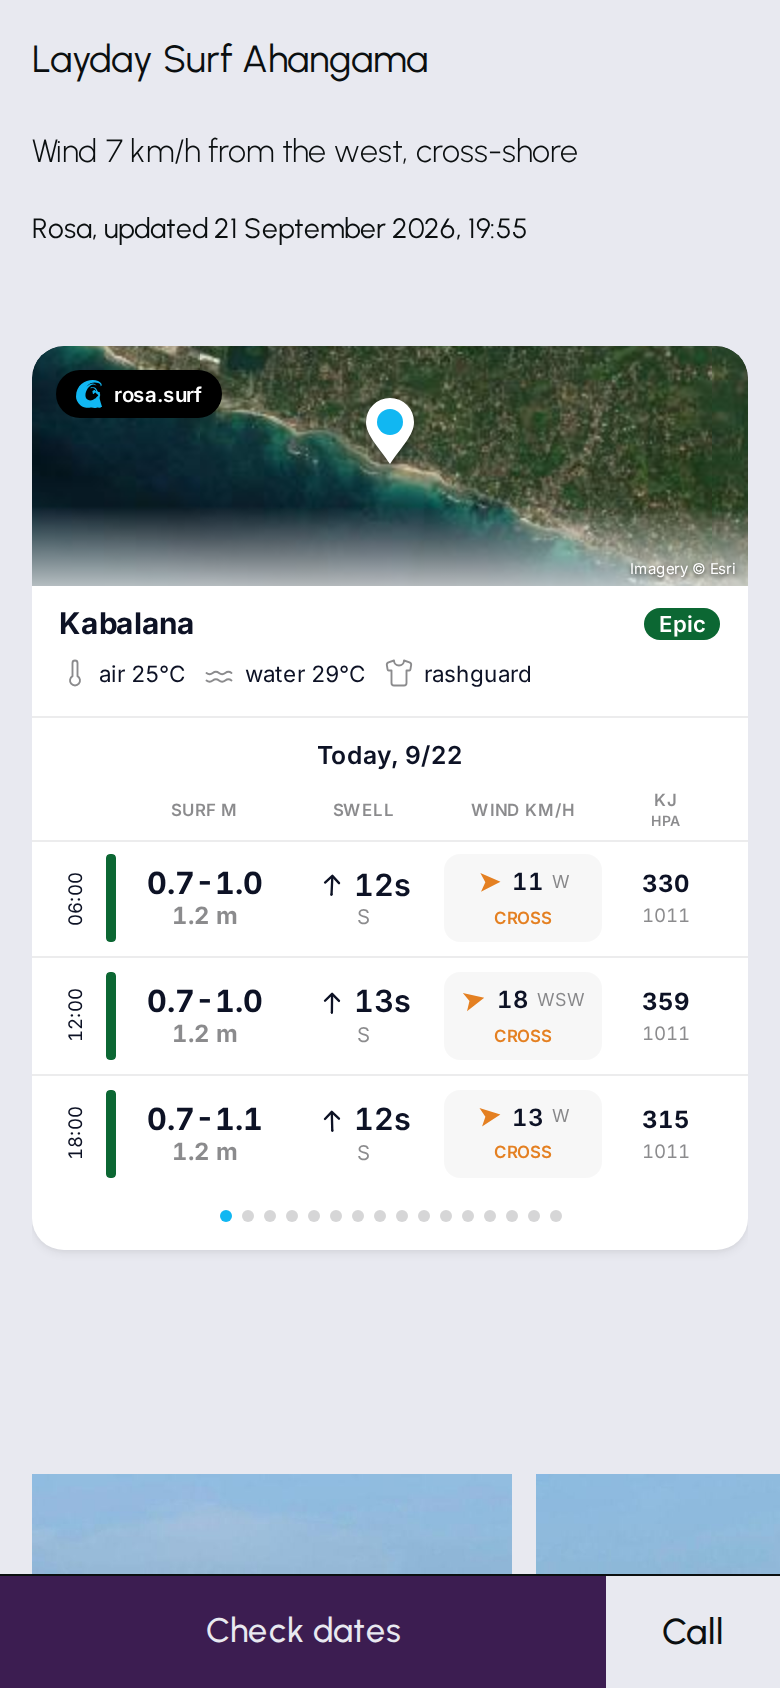 Layday Surf Ahangama
Wind 7 km/h from the west, cross-shore
Rosa, updated 21 September 2026, 19:55
rosa.surf
Imagery © Esri
Kabalana
Epic
air 25°C water 29°C rashguard
Today, 9/22
SURF M SWELL WIND KM/H KJ
HPA
06:00 0.7-1.0 12s 11 W 330
1.2 m S CROSS 1011
12:00 0.7-1.0 13s 18 WSW 359
1.2 m S CROSS 1011
18:00 0.7-1.1 12s 13 W 315
1.2 m S CROSS 1011
Check dates Call